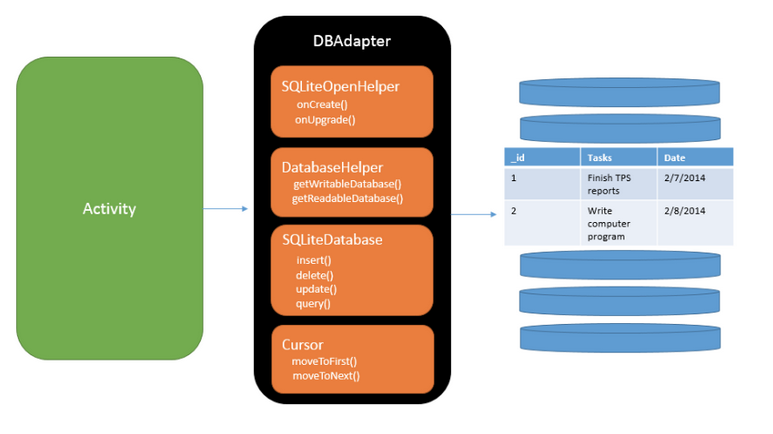 Activity
DBAdapter
SQLiteOpenHelper
onCreate()
onUpgrade()
DatabaseHelper
getWritableDatabase()
getReadableDatabase()
SQLiteDatabase
insert()
delete()
update()
query()
Cursor
moveToFirst()
moveToNext()
_id Tasks Date
1 Finish TPS 2/7/2014
reports
2 Write 2/8/2014
computer
program